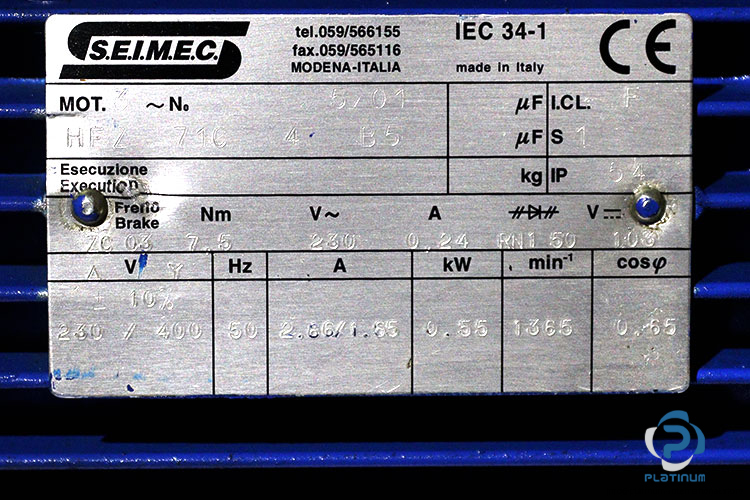 S.E.I.M.E.C.
tel.059/566155
fax.059/565116
MODENA-ITALIA
IEC 34-1
made in Italy
CE
MOT. 3 ~ No 5/01 µF I.CL. F
HFZ 71C 4 B5 µF S 1
Esecuzione
Execution
kg IP 54
Freno
Brake
Nm V~ A V
ZC 03 7.5 230 0.24 RN1 50 103
V Hz A kW min-1 cosφ
Δ Y
± 10%
230 / 400 50 2.86/1.65 0.55 1365 0.65
PLATINUM